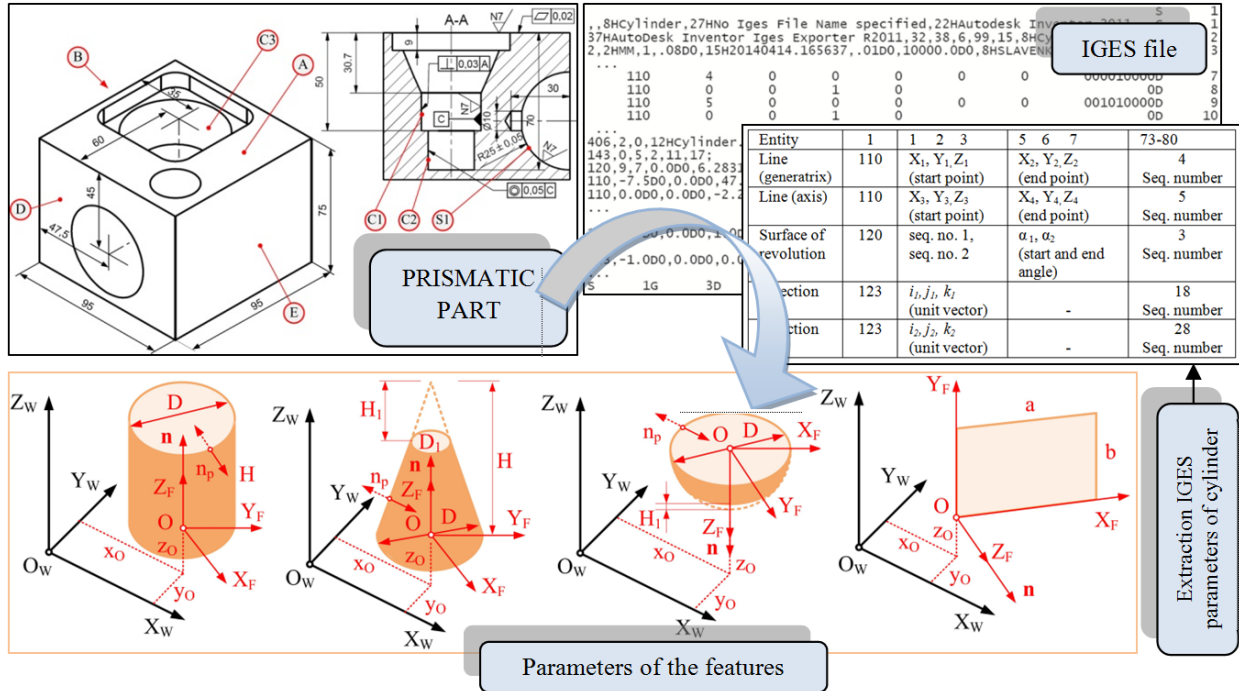 B
C3
A
35
60
45
D
47,5
75
95
95
E
A-A
N7
0,02
9
30.7
50
0,03 A
N7
C
Ø10
70
30
R25±0,05
N7
0,05 C
C1
C2
S1
PRISMATIC
PART
,,8HCylinder,27HNo Iges File Name specified,22HAutodesk Inventor 2011,
S 1
37HAutodesk Inventor Iges Exporter R2011,32,38,6,99,15,8HCy
2,2HMM,1,.08D0,15H20140414.165637,.01D0,10000.0D0,8HSLAVENK
3
IGES file
...
110 4 0 0 0 0 0 000010000D 7
110 0 0 1 0 0D 8
110 5 0 0 0 0 0 001010000D 9
110 0 0 1 0 0D 10
...
406,2,0,12HCylinder.
143,0,5,2,11,17;
120,9,7,0.0D0,6.2831
110,-7.5D0,0.0D0,47.
110,0.0D0,0.0D0,-2.2
...
...
S 1G 3D
Entity 1 1 2 3 5 6 7 73-80
Line (generatrix) 110 X1, Y1, Z1 (start point) X2, Y2, Z2 (end point) 4 Seq. number
Line (axis) 110 X3, Y3, Z3 (start point) X4, Y4, Z4 (end point) 5 Seq. number
Surface of revolution 120 seq. no. 1, seq. no. 2 α1, α2 (start and end angle) 3 Seq. number
ection 123 i1, j1, k1 (unit vector) - 18 Seq. number
ction 123 i2, j2, k2 (unit vector) - 28 Seq. number
ZW
D
n
nP
H
YW
ZF
O
YF
zO
xO
OW
XF
yO
XW
ZW
H1
D1
H
n
nP
YW
ZF
O
D
YF
zO
xO
OW
XF
yO
XW
ZW
nP
O
D
XF
YW
H1
YF
ZF
n
zO
xO
OW
yO
XW
ZW
YF
a
b
YW
O
XF
zO
ZF
xO
n
OW
yO
XW
Parameters of the features
Extraction IGES
parameters of cylinder